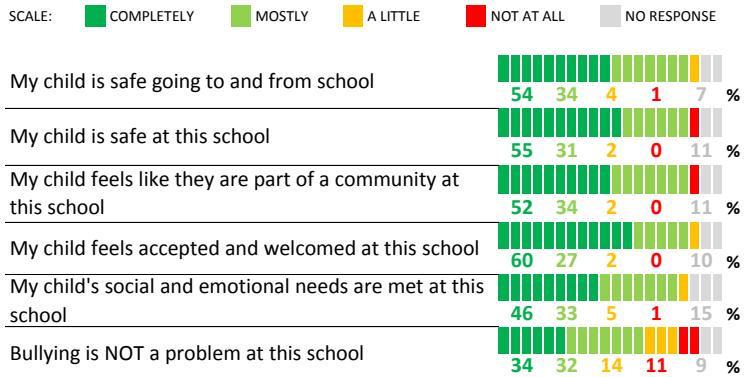 SCALE: COMPLETELY MOSTLY A LITTLE NOT AT ALL NO RESPONSE
My child is safe going to and from school
54 34 4 1 7 %
My child is safe at this school
55 31 2 0 11 %
My child feels like they are part of a community at
this school
52 34 2 0 11 %
My child feels accepted and welcomed at this school
60 27 2 0 10 %
My child's social and emotional needs are met at this
school
46 33 5 1 15 %
Bullying is NOT a problem at this school
34 32 14 11 9 %